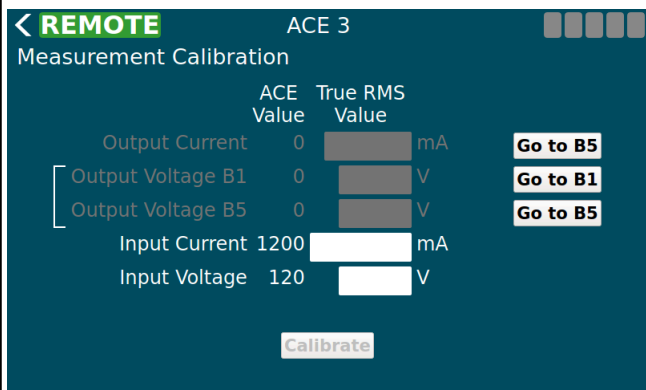 REMOTE ACE 3
Measurement Calibration
ACE Value True RMS Value
Output Current 0 mA Go to B5
Output Voltage B1 0 V Go to B1
Output Voltage B5 0 V Go to B5
Input Current 1200 mA
Input Voltage 120 V
Calibrate